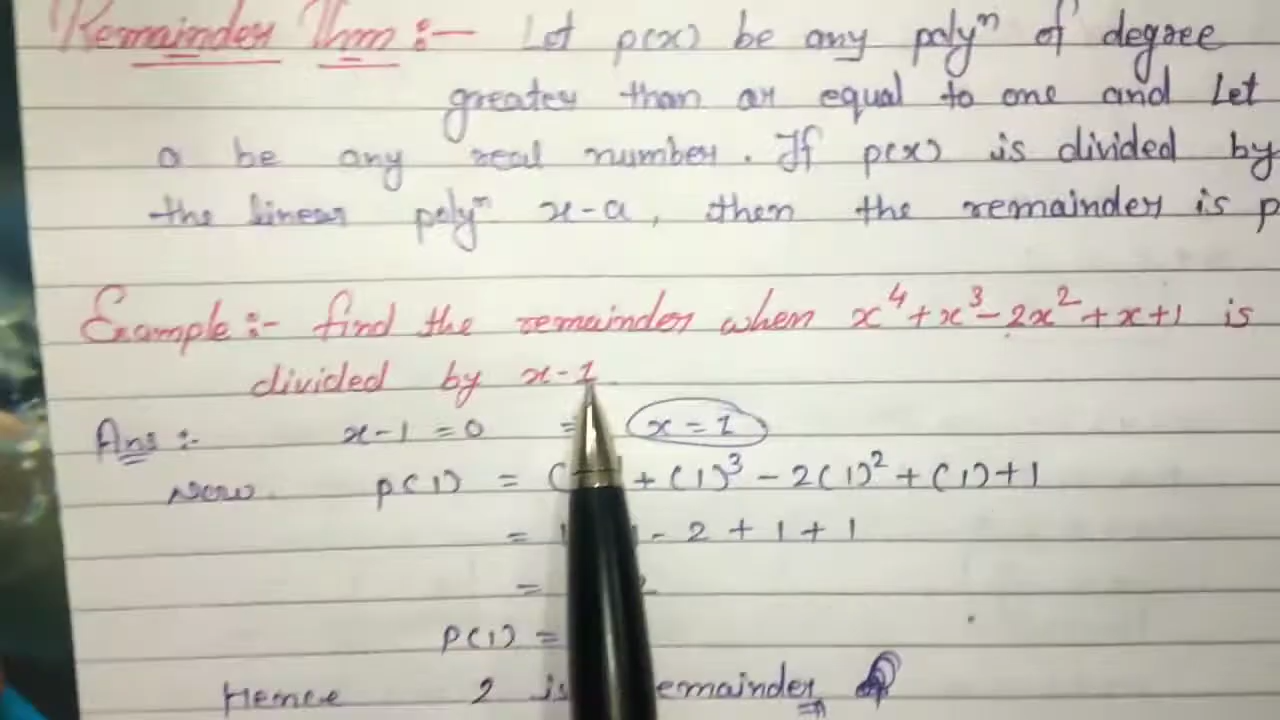 Remainder Thm :- Let p(x) be any polyⁿ of degree
greater than or equal to one and Let
a be any real number. If p(x) is divided by
the linear polyⁿ x-a, then the remainder is p
Example :- find the remainder when x⁴+x³-2x²+x+1 is
divided by x-1
Ans :- x-1=0 = x=1
Now p(1) = ( + (1)³ - 2(1)² + (1)+1
= 1 - 2 + 1 + 1
= 2
p(1) =
Hence 2 is remainder